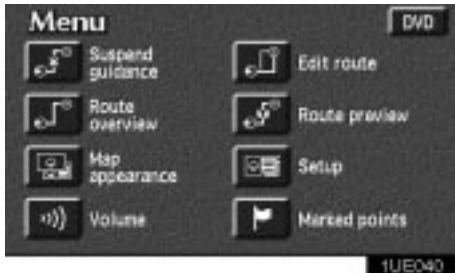 Menu
DVD
Suspend
guidance
Edit route
Route
overview
Route preview
Map
appearance
Setup
Volume
Marked points
1UE040